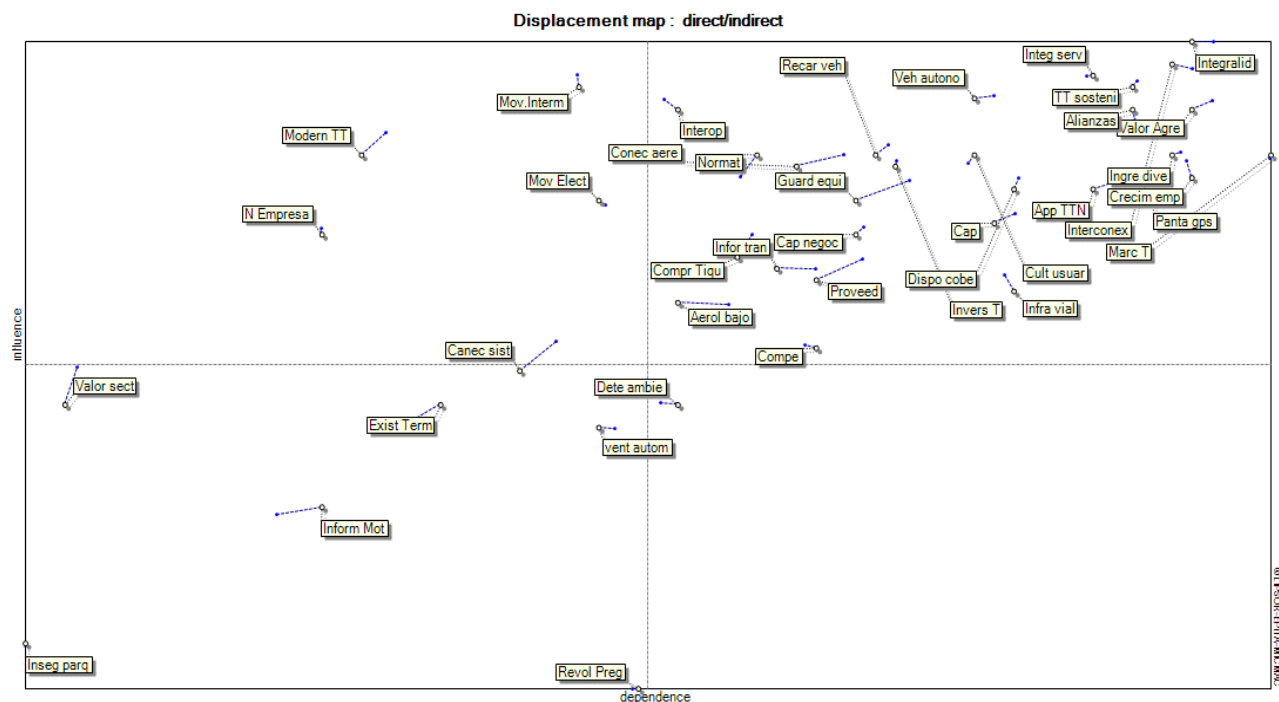 Displacement map : direct/indirect
Integ serv
Integralid
Recar veh
Veh autono
Mov.Interm
TT sosteni
Alianzas
Valor Agre
Modern TT
Interop
Conec aere
Normat
Mov Elect
Guard equi
Ingre dive
Crecim emp
App TTN
N Empresa
Panta gps
Cap
Interconex
Infor tran
Cap negoc
Marc T
Compr Tiqu
Dispo cobe
Cult usuar
Proveed
Invers T
Infra vial
Aerol bajo
influence
Canec sist
Compe
Valor sect
Dete ambie
Exist Term
vent autom
Inform Mot
Inseg parq
Revol Preg
dependence
© LIPSOR-EPITA-MICMAC